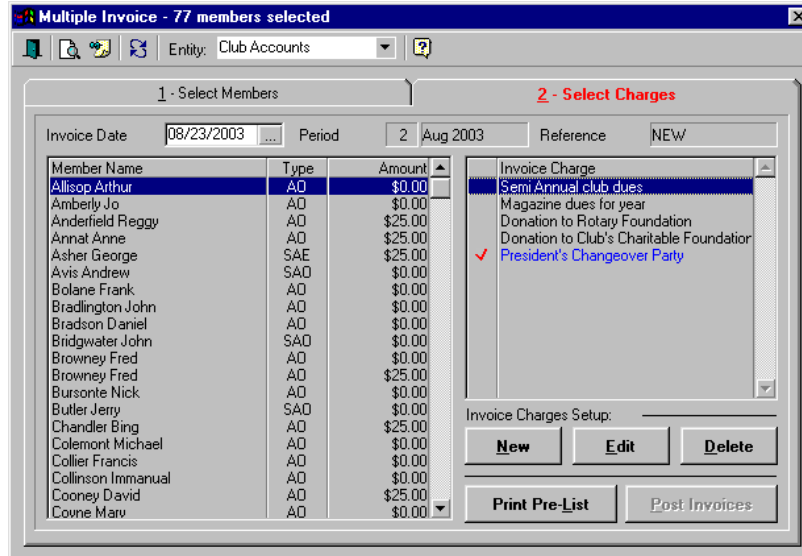 Multiple Invoice - 77 members selected
Entity: Club Accounts
1 - Select Members
2 - Select Charges
Invoice Date 08/23/2003 ... Period 2 Aug 2003 Reference NEW
Member Name Type Amount
Allisop Arthur AO $0.00
Amberly Jo AO $0.00
Anderfield Reggy AO $25.00
Annat Anne AO $25.00
Asher George SAE $25.00
Avis Andrew SAO $0.00
Bolane Frank AO $0.00
Bradlington John AO $0.00
Bradson Daniel AO $0.00
Bridgwater John SAO $0.00
Browney Fred AO $0.00
Browney Fred AO $25.00
Bursonte Nick AO $0.00
Butler Jerry SAO $0.00
Chandler Bing AO $25.00
Colemont Michael AO $0.00
Collier Francis AO $0.00
Collinson Immanual AO $0.00
Cooney David AO $25.00
Coyne Mary AO $0.00
Invoice Charge
Semi Annual club dues
Magazine dues for year
Donation to Rotary Foundation
Donation to Club's Charitable Foundation
President's Changeover Party
Invoice Charges Setup:
New Edit Delete
Print Pre-List Post Invoices